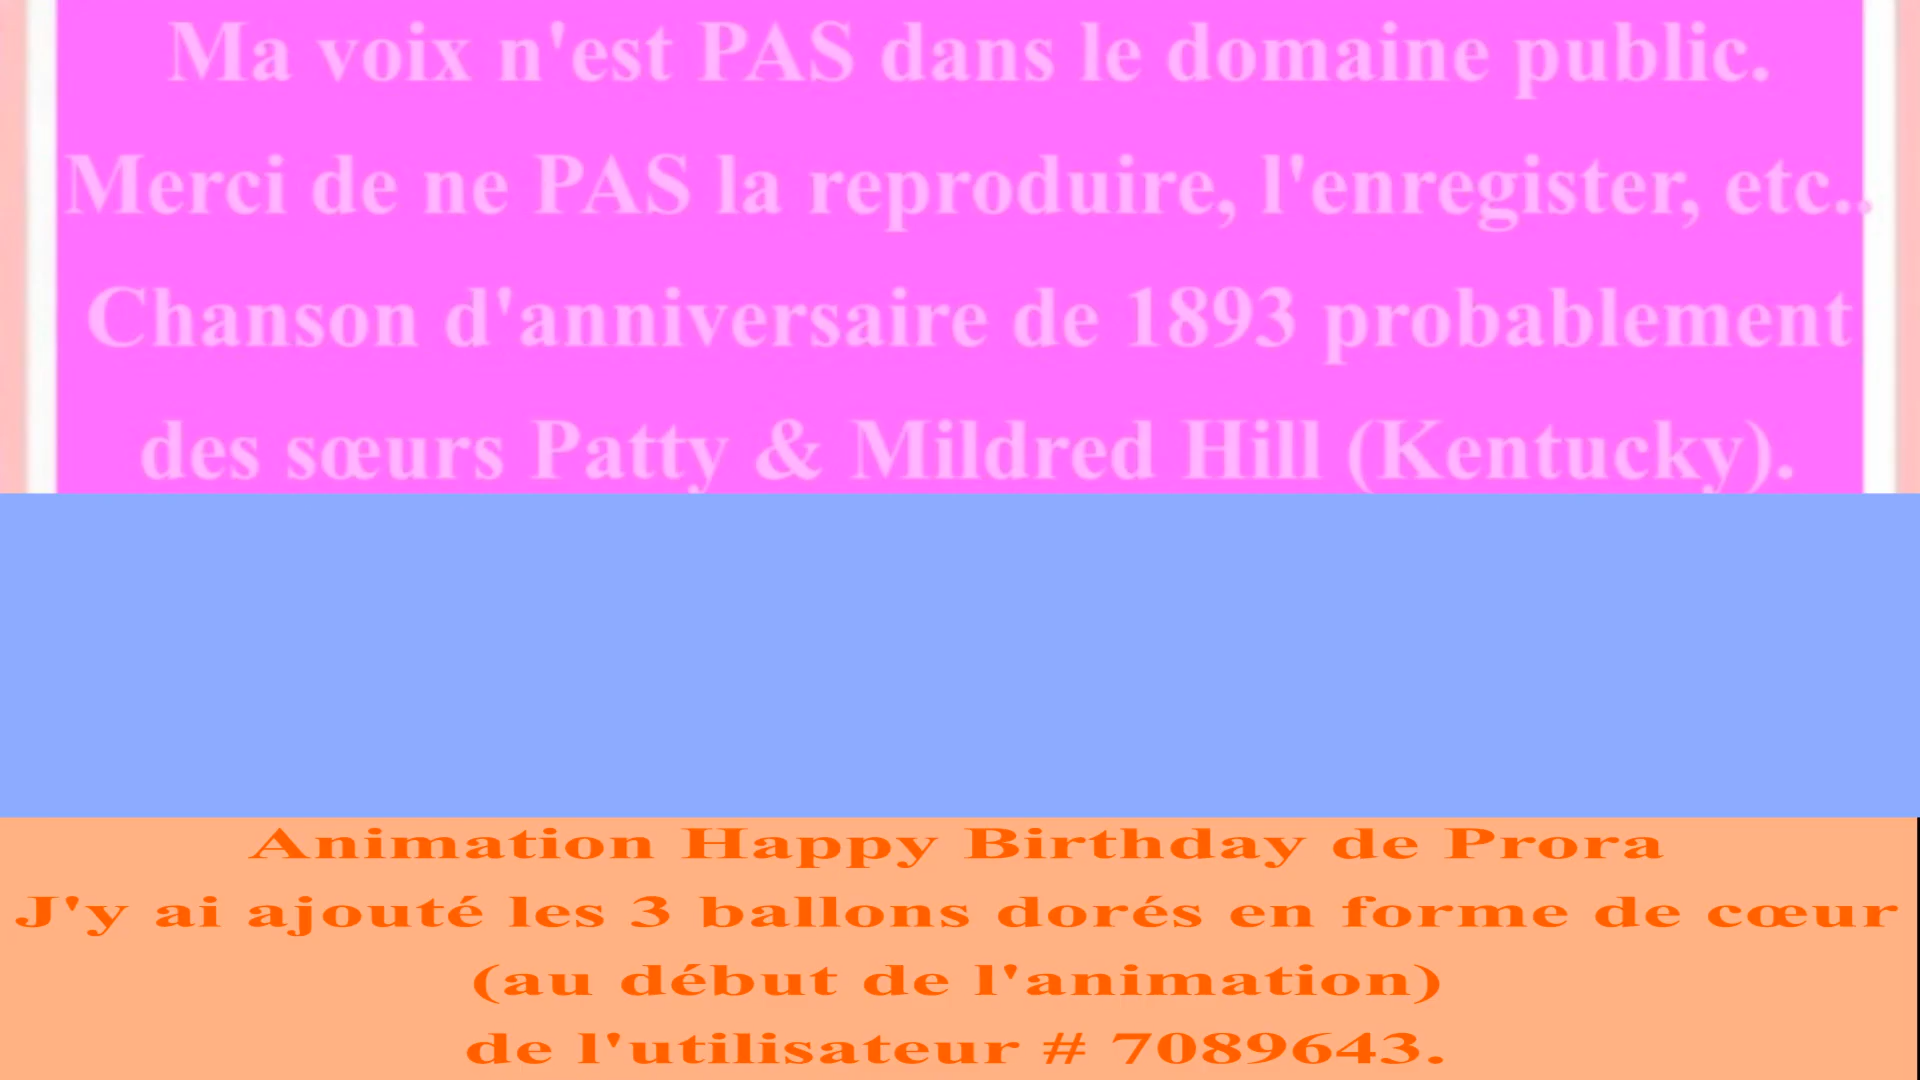 Ma voix n'est PAS dans le domaine public.
Merci de ne PAS la reproduire, l'enregister, etc..
Chanson d'anniversaire de 1893 probablement
des sœurs Patty & Mildred Hill (Kentucky).
Animation Happy Birthday de Prora
J'y ai ajouté les 3 ballons dorés en forme de cœur
(au début de l'animation)
de l'utilisateur # 7089643.